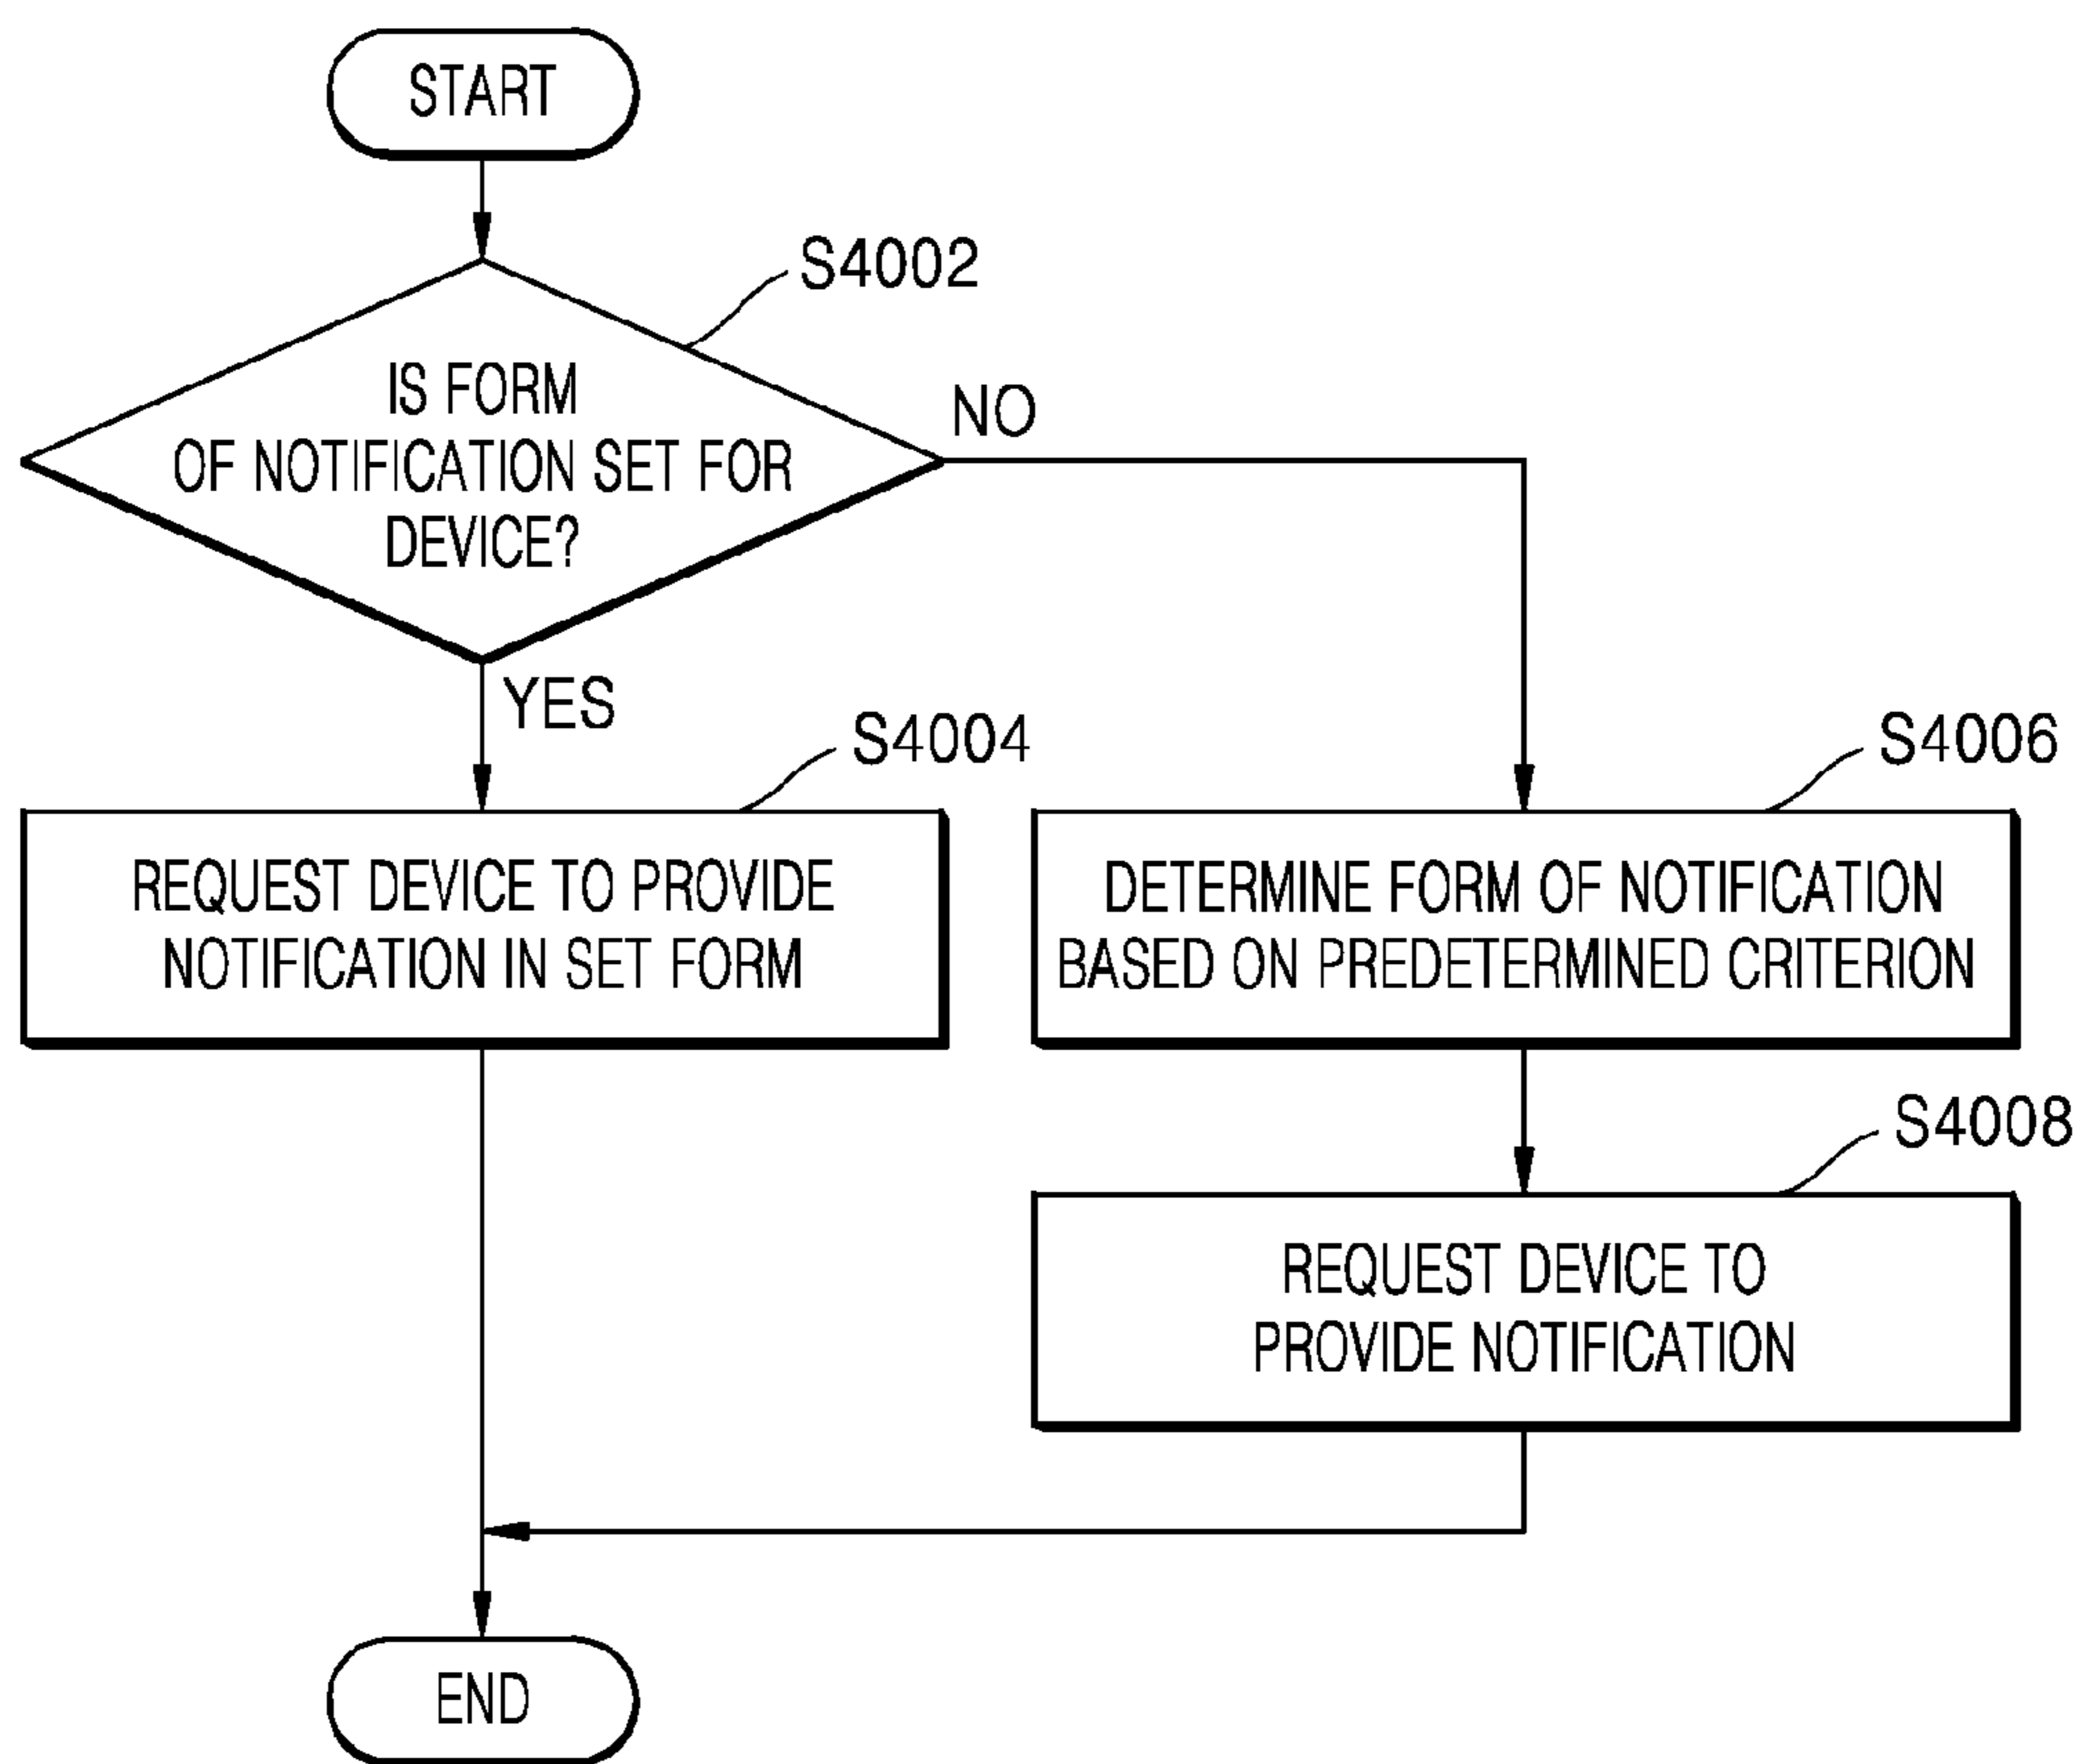 START
S4002
IS FORM
OF NOTIFICATION SET FOR
DEVICE?
NO
YES
S4004
REQUEST DEVICE TO PROVIDE
NOTIFICATION IN SET FORM
S4006
DETERMINE FORM OF NOTIFICATION
BASED ON PREDETERMINED CRITERION
S4008
REQUEST DEVICE TO
PROVIDE NOTIFICATION
END